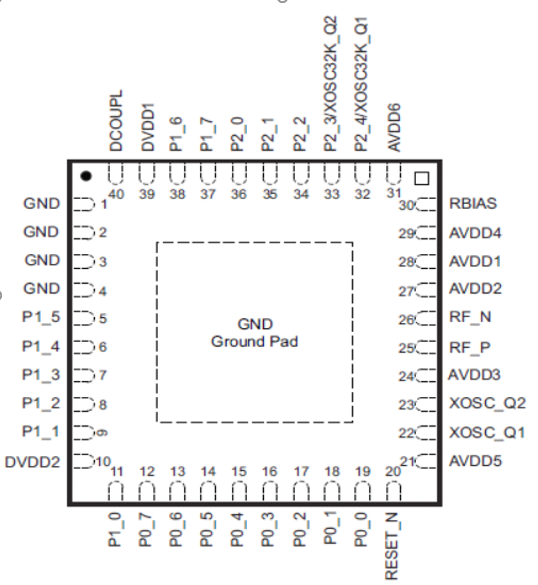 DCOUPL
DVDD1
P1_6
P1_7
P2_0
P2_1
P2_2
P2_3/XOSC32K_Q2
P2_4/XOSC32K_Q1
AVDD6
40
39
38
37
36
35
34
33
32
31
GND 1
GND 2
GND 3
GND 4
P1_5 5
P1_4 6
P1_3 7
P1_2 8
P1_1 9
DVDD2 10
GND
Ground Pad
30 RBIAS
29 AVDD4
28 AVDD1
27 AVDD2
26 RF_N
25 RF_P
24 AVDD3
23 XOSC_Q2
22 XOSC_Q1
21 AVDD5
11
12
13
14
15
16
17
18
19
20
P1_0
P0_7
P0_6
P0_5
P0_4
P0_3
P0_2
P0_1
P0_0
RESET_N